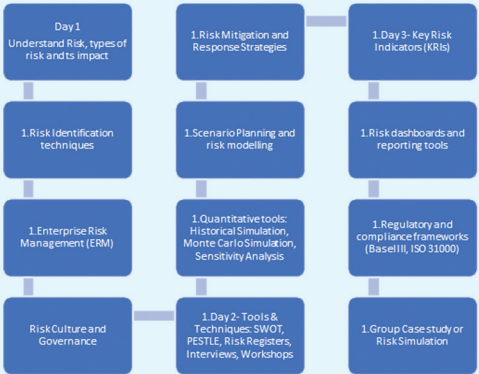 Day 1
Understand Risk, types of
risk and ts impact
1.Risk Identification
techniques
1.Enterprise Risk
Management (ERM)
Risk Culture and
Governance
1.Day 2- Tools &
Techniques: SWOT,
PESTLE, Risk Registers,
Interviews, Workshops
1.Quantitative tools:
Historical Simulation,
Monte Carlo Simulation,
Sensitivity Analysis
1.Scenario Planning and
risk modelling
1.Risk Mitigation and
Response Strategies
1.Day 3- Key Risk
Indicators (KRIs)
1.Risk dashboards and
reporting tools
1.Regulatory and
compliance frameworks
(Basel III, ISO 31000)
1.Group Case study or
Risk Simulation